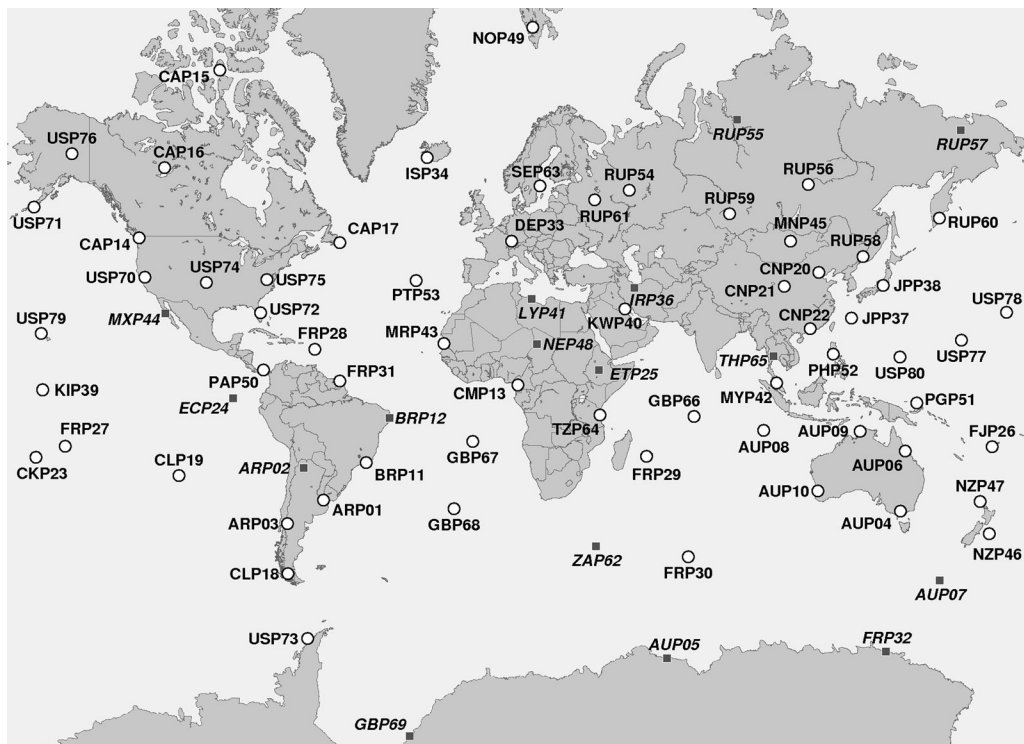 NOP49
CAP15
RUP55
RUP57
USP76
CAP16
ISP34
SEP63
RUP54
RUP56
RUP59
RUP61
USP71
CAP17
DEP33
MNP45
RUP60
CAP14
RUP58
USP70
USP74
USP75
CNP20
PTP53
CNP21
JPP38
IRP36
USP78
MXP44
USP72
LYP41
USP79
KWP40
CNP22
JPP37
FRP28
MRP43
NEP48
THP65
USP77
PAP50
FRP31
ETP25
PHP52
USP80
KIP39
CMP13
MYP42
ECP24
GBP66
PGP51
BRP12
FRP27
TZP64
AUP09
FJP26
AUP08
GBP67
CLP19
ARP02
AUP06
CKP23
BRP11
FRP29
NZP47
AUP10
ARP01
ARP03
GBP68
AUP04
NZP46
ZAP62
CLP18
FRP30
AUP07
USP73
AUP05
FRP32
GBP69